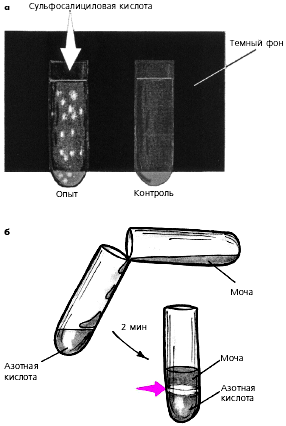 а
Сульфосалициловая кислота
Темный фон
Опыт
Контроль
б
Моча
2 мин
Азотная
кислота
Моча
Азотная
кислота